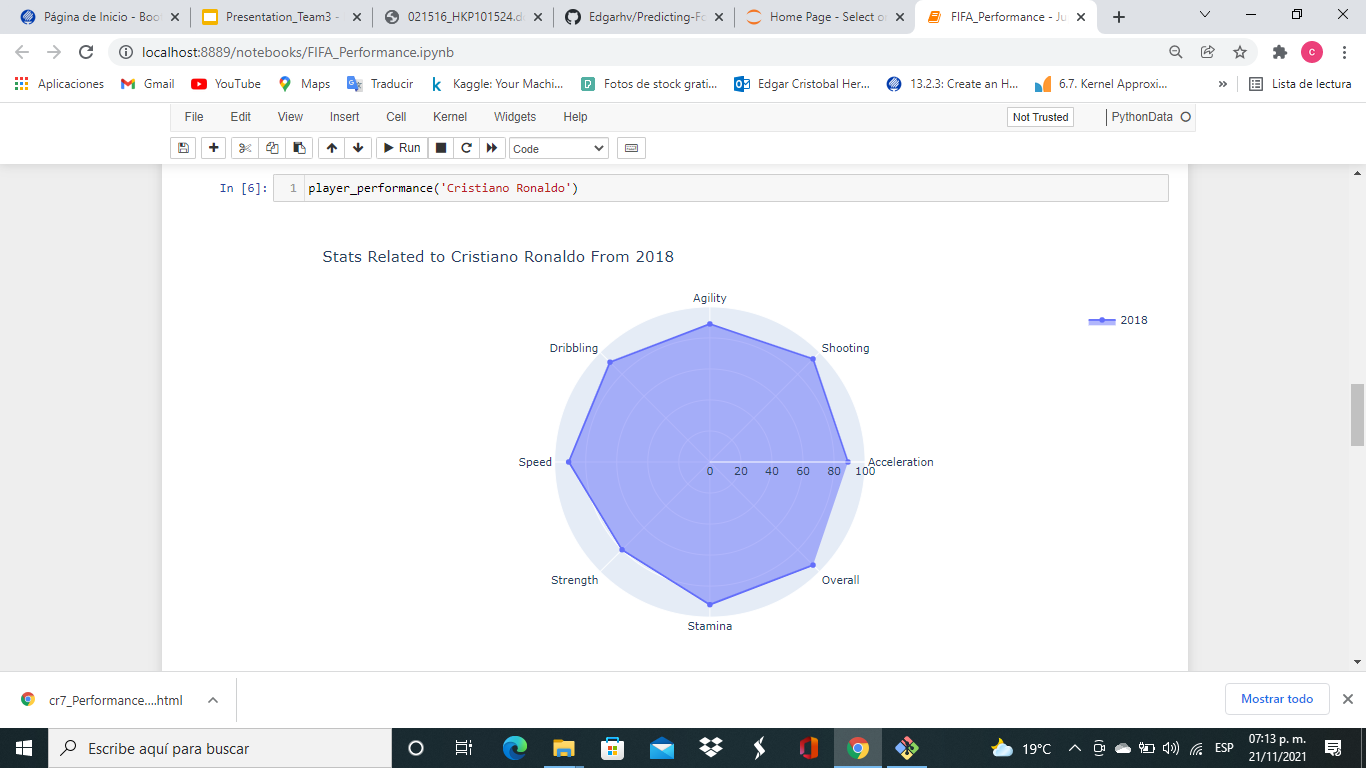 Página de Inicio - Boo
Presentation_Team3 -
021516_HKP101524.d
Edgarhv/Predicting-Fo
Home Page - Select o
FIFA_Performance - Ju
localhost:8889/notebooks/FIFA_Performance.ipynb
c
Aplicaciones
Gmail
YouTube
Maps
Traducir
Kaggle: Your Machi...
Fotos de stock grati...
Edgar Cristobal Her...
13.2.3: Create an H...
6.7. Kernel Approxi...
»
Lista de lectura
File Edit View Insert Cell Kernel Widgets Help
Not Trusted
PythonData
Run
Code
In [6]:
1 player_performance('Cristiano Ronaldo')
Stats Related to Cristiano Ronaldo From 2018
2018
Agility
Dribbling
Shooting
Speed
0 20 40 60 80 100
Acceleration
Strength
Overall
Stamina
cr7_Performance....html
Mostrar todo
Escribe aquí para buscar
19°C
ESP
07:13 p. m.
21/11/2021